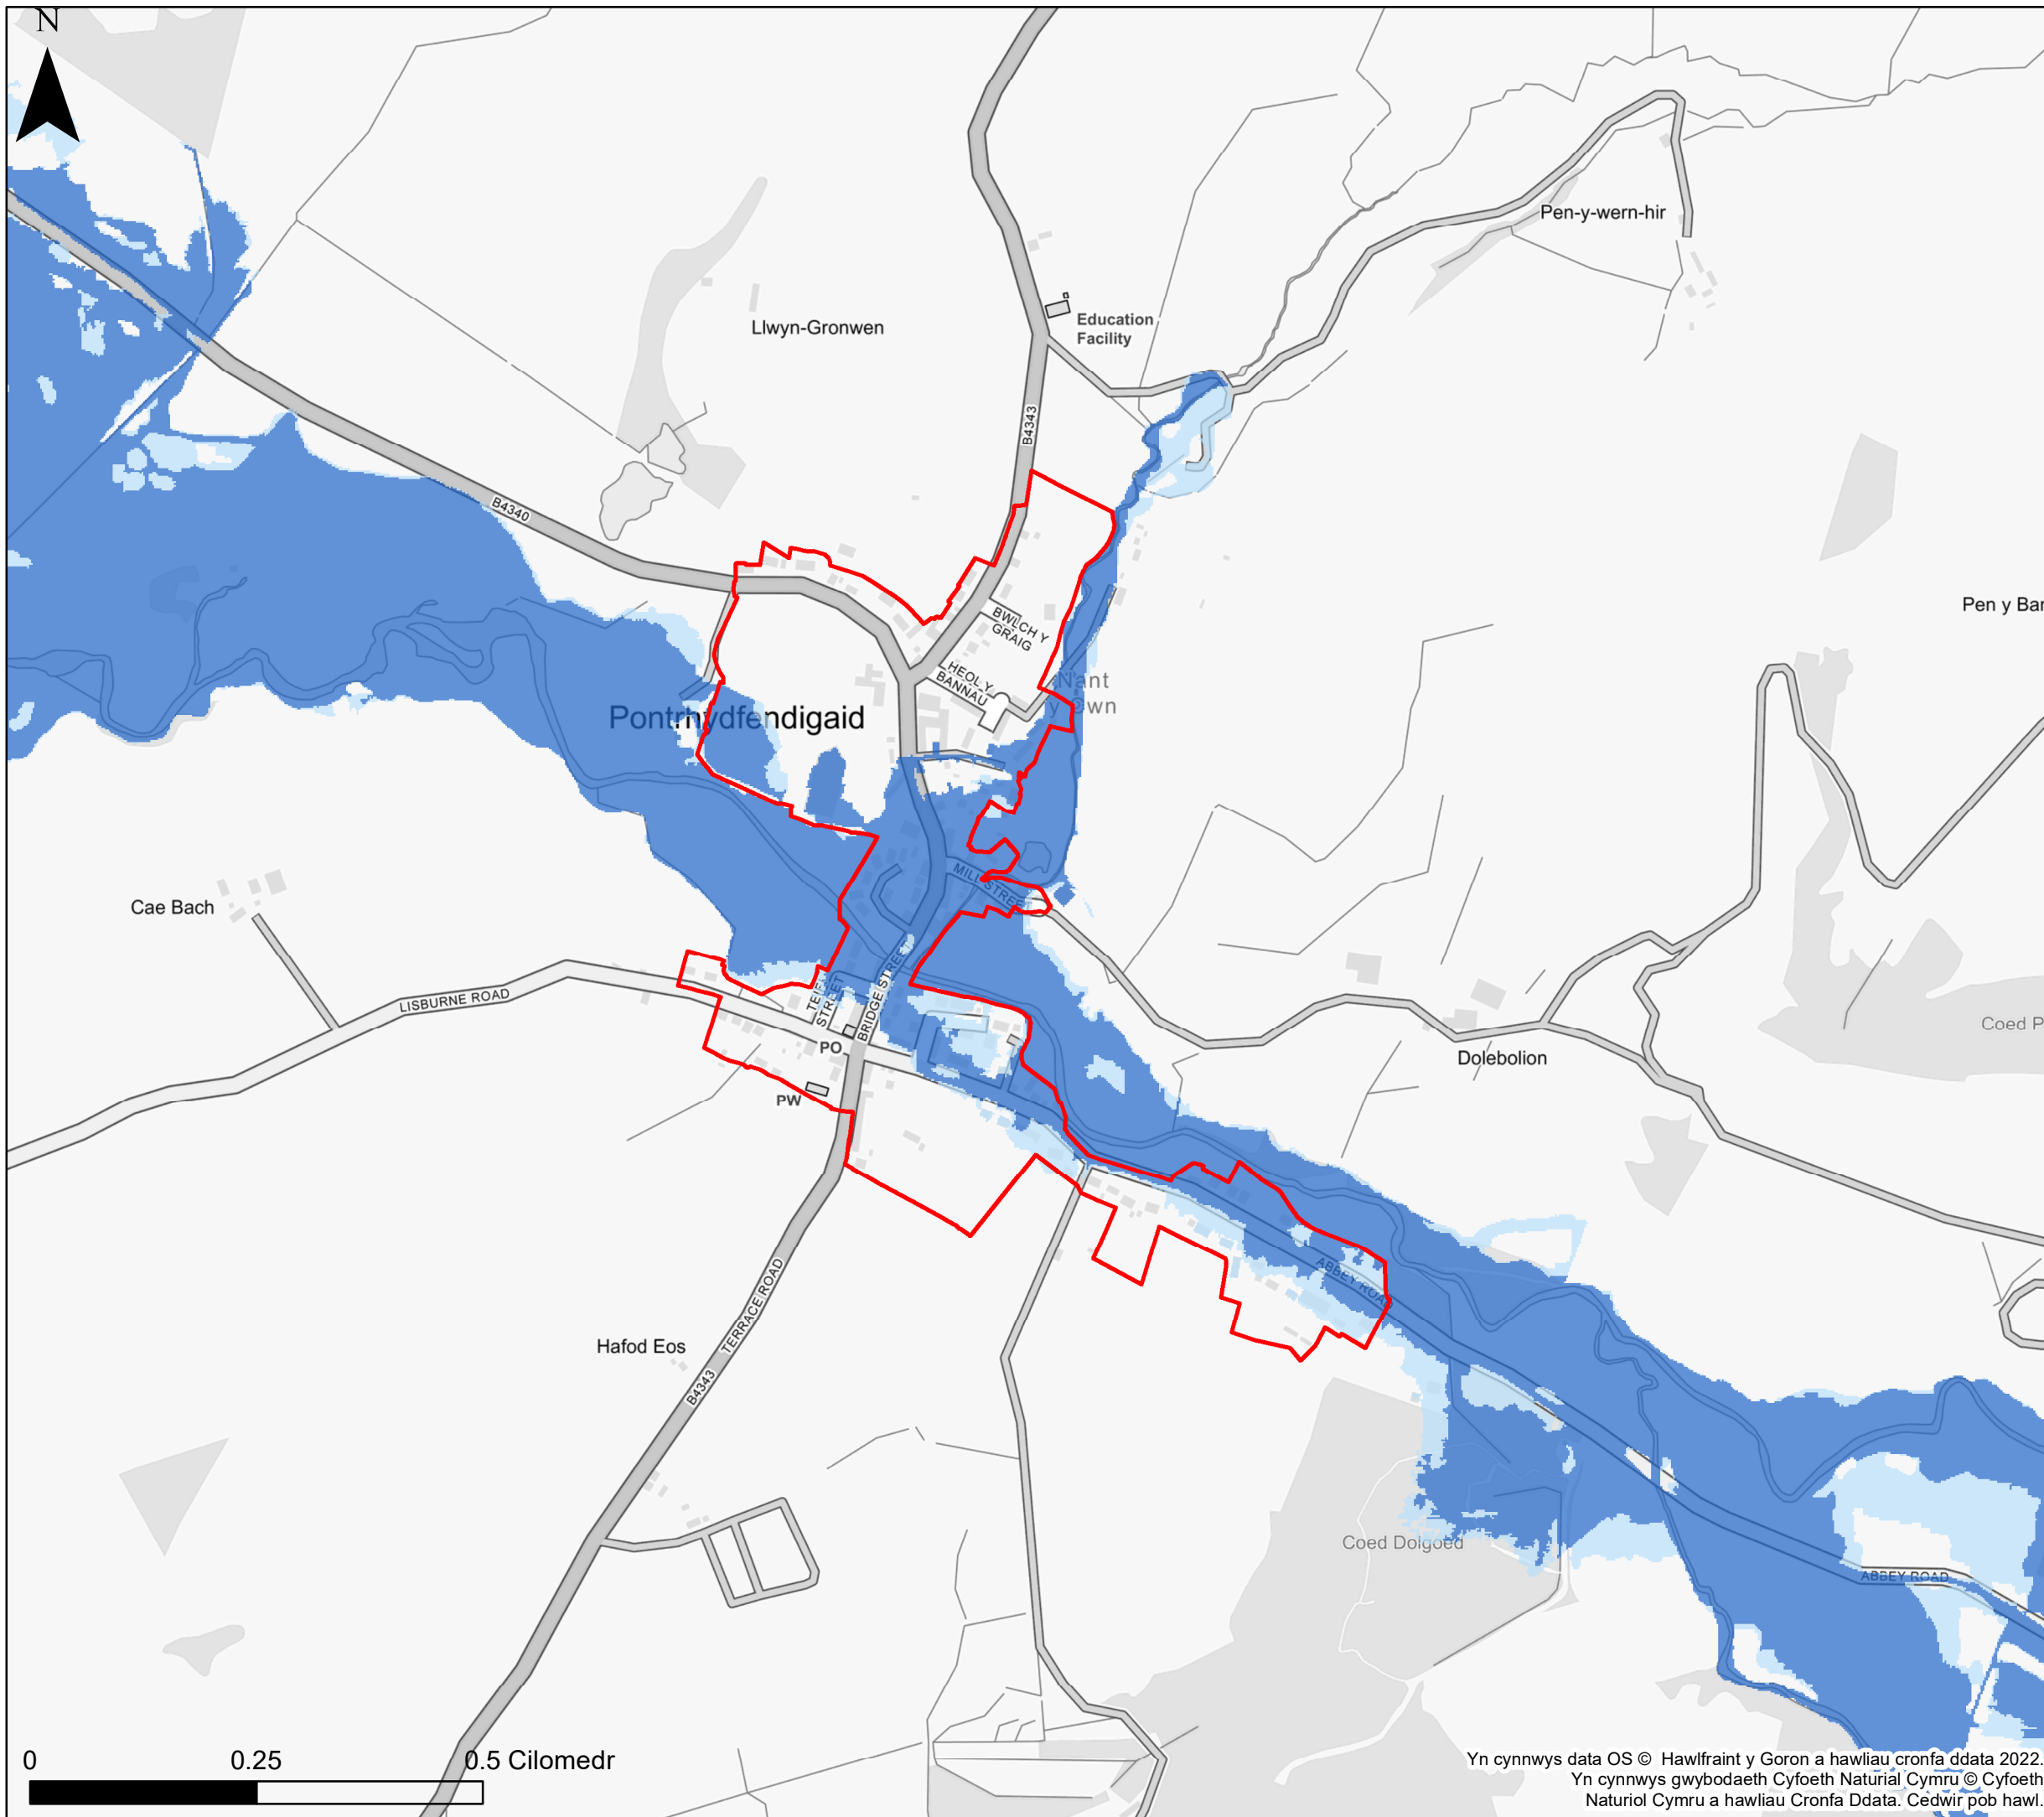 N
Pen-y-wern-hir
Llwyn-Gronwen
Education
Facility
B4343
B4340
Pen y Bar
BWLCH Y
GRAIG
HEOL Y
BANNAU
Nant
y Own
Pontrhydfendigaid
MILL STREET
Cae Bach
LISBURNE ROAD
TEIFI
STREET
BRIDGE STREET
PO
PW
Coed P
Dolebolion
ABBEY ROAD
TERRACE ROAD
Hafod Eos
B4343
Coed Dolgoed
ABBEY ROAD
0 0.25 0.5 Cilomedr
Yn cynnwys data OS © Hawlfraint y Goron a hawliau cronfa ddata 2022.
Yn cynnwys gwybodaeth Cyfoeth Naturial Cymru © Cyfoeth
Naturiol Cymru a hawliau Cronfa Ddata. Cedwir pob hawl.